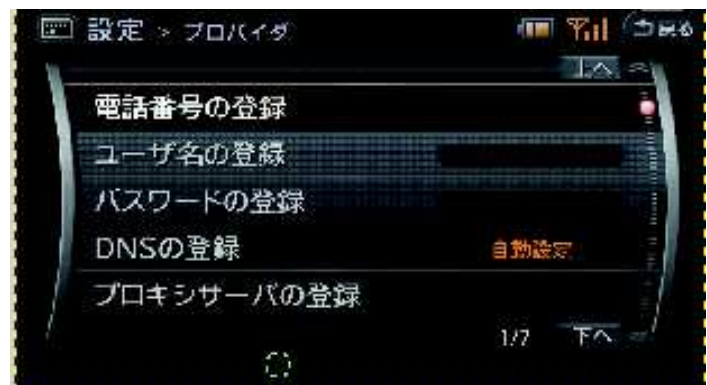 設定 > プロバイダ
戻る
上へ
電話番号の登録
ユーザ名の登録
パスワードの登録
DNSの登録 自動設定
プロキシサーバの登録
1/7 下へ